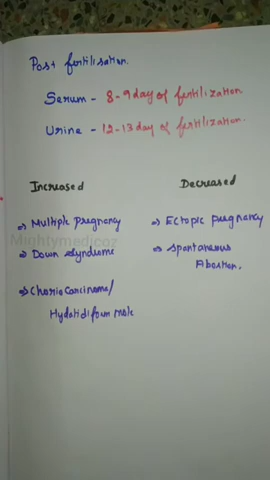 Post fertilisation.
Serum - 8-9 day of fertilization
Urine - 12-13 day of fertilization.
Increased
⇒ Multiple pregnancy
⇒ Down Syndrome
⇒ Choriocarcinoma/
Hydatidiform mole
Decreased
⇒ Ectopic pregnancy
⇒ Spontaneous
Abortion.
Mightymedicoz